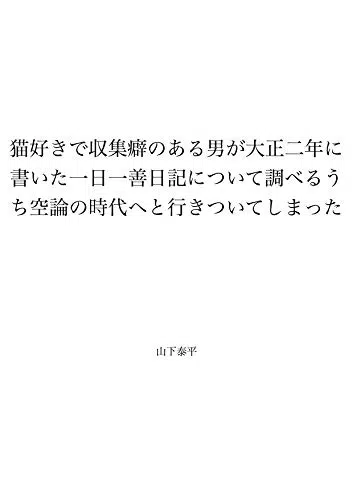 猫好きで収集癖のある男が大正二年に
書いた一日一善日記について調べるう
ち空論の時代へと行きついてしまった
山下泰平